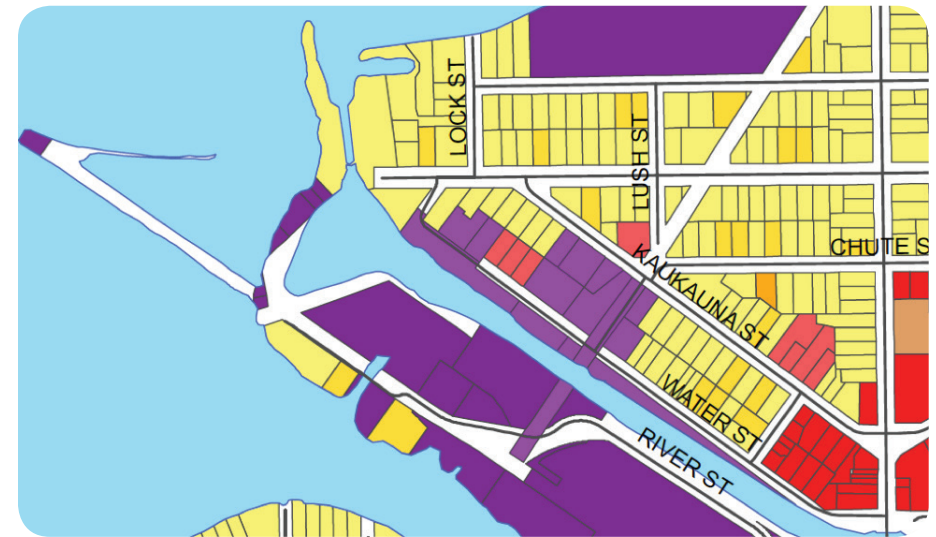 LOCK ST
LUSH ST
CHUTE S
KAUKAUNA ST
WATER ST
RIVER ST